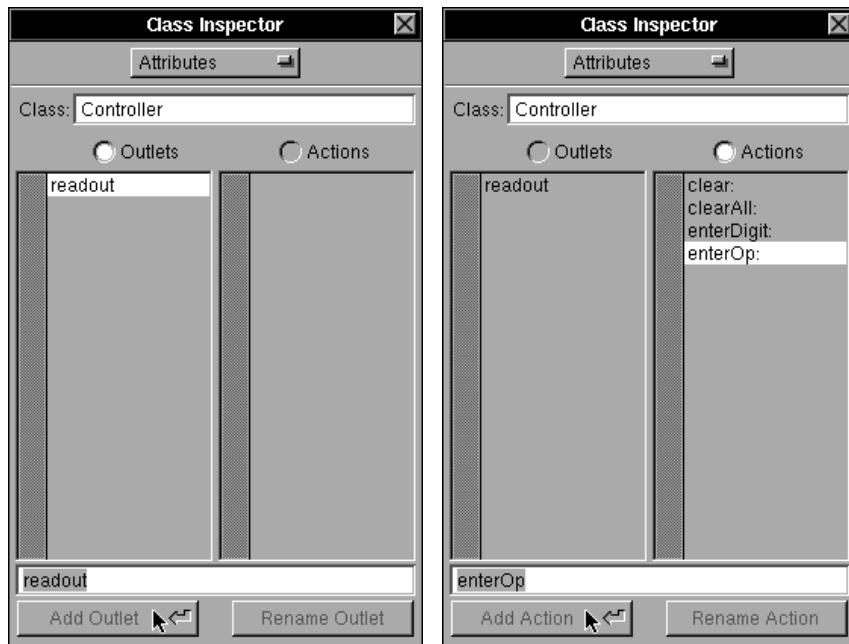 Class Inspector
Attributes
Class: Controller
Outlets Actions
readout
readout
Add Outlet Rename Outlet
Class Inspector
Attributes
Class: Controller
Outlets Actions
readout
clear:
clearAll:
enterDigit:
enterOp:
enterOp
Add Action Rename Action